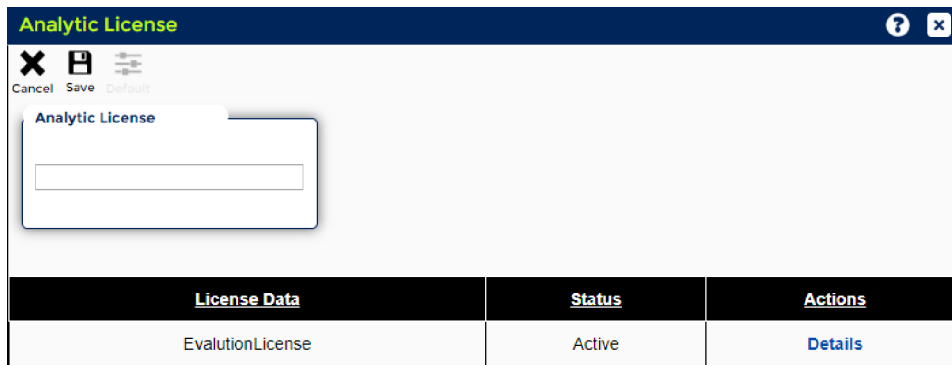 Analytic License
Cancel Save Default
Analytic License
License Data Status Actions
EvalutionLicense Active Details